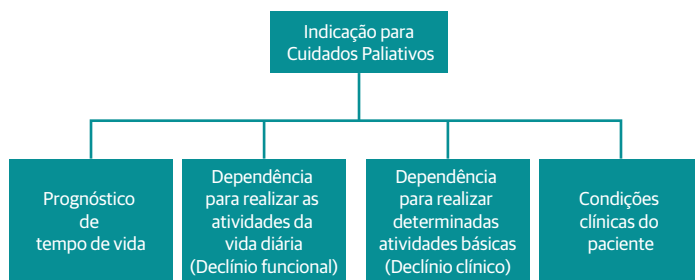 Indicação para
Cuidados Paliativos
Prognóstico
de
tempo de vida
Dependência
para realizar as
atividades da
vida diária
(Declínio funcional)
Dependência
para realizar
determinadas
atividades básicas
(Declínio clínico)
Condições
clínicas do
paciente